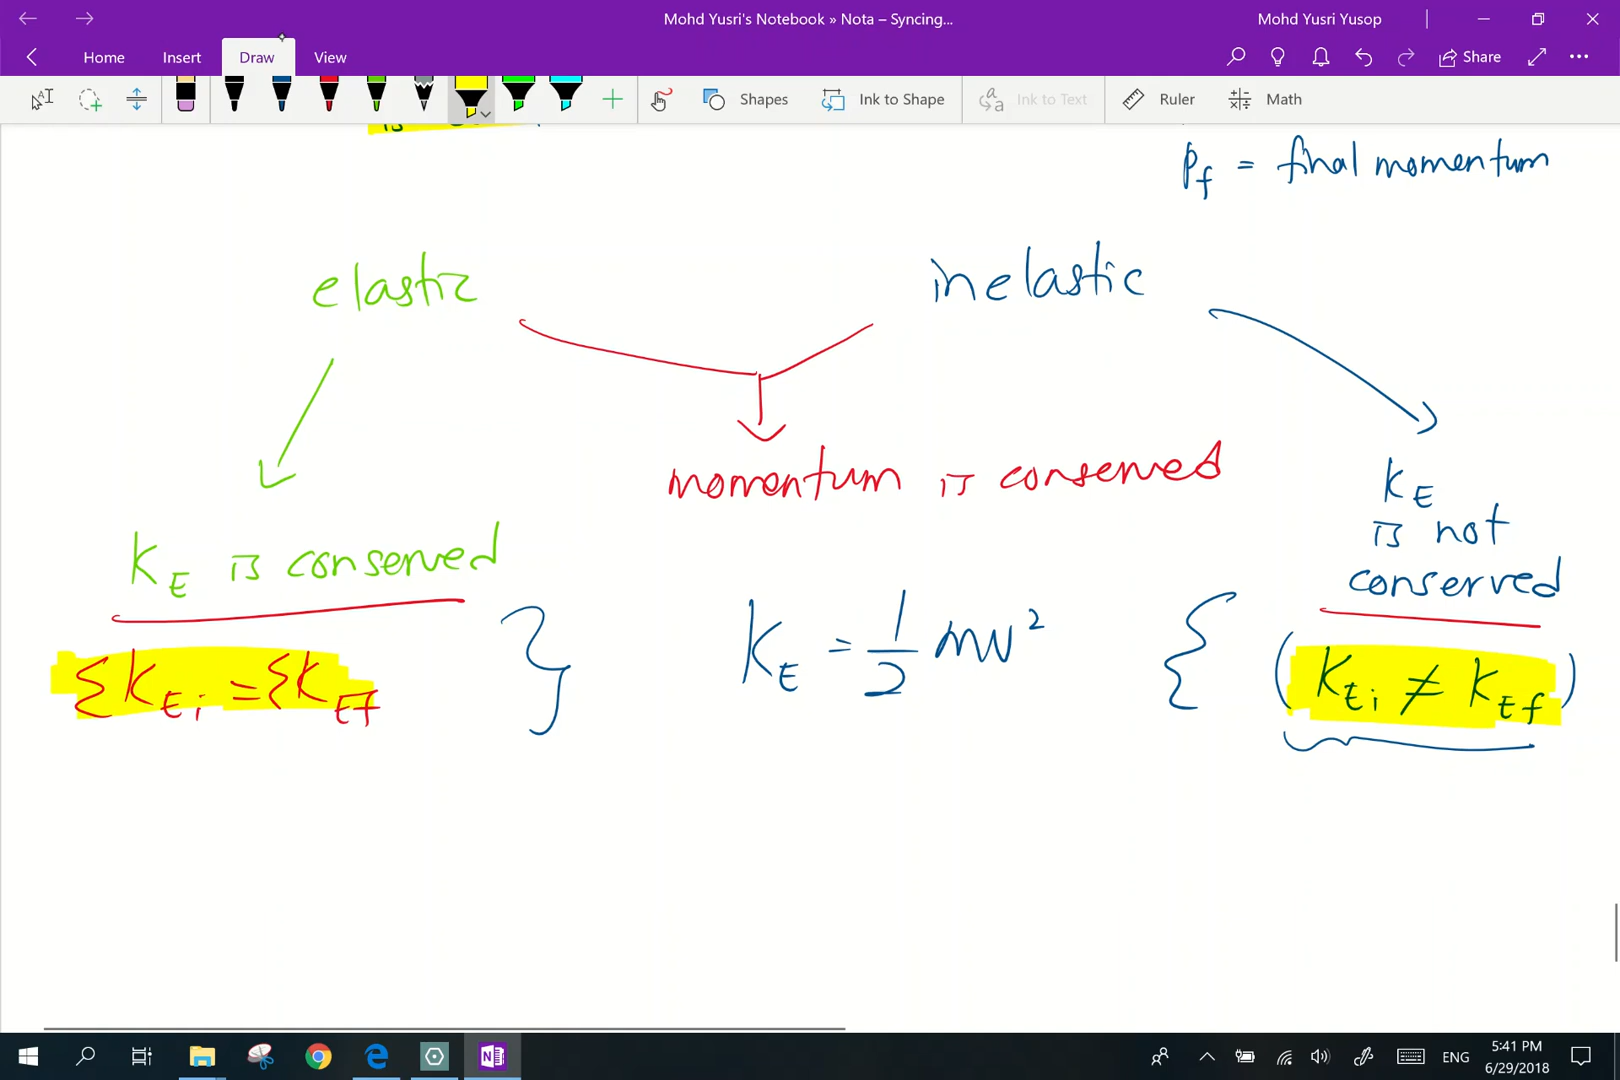 Mohd Yusri's Notebook » Nota – Syncing...
Mohd Yusri Yusop
Home
Insert
Draw
View
Share
Shapes
Ink to Shape
Ink to Text
Ruler
Math
Pf = final momentum
elastic
inelastic
momentum is conserved
KE is not conserved
KE is conserved
KE = 1/2 mv²
ΣKEi = ΣKEf
(KEi ≠ KEf)
ENG
5:41 PM
6/29/2018